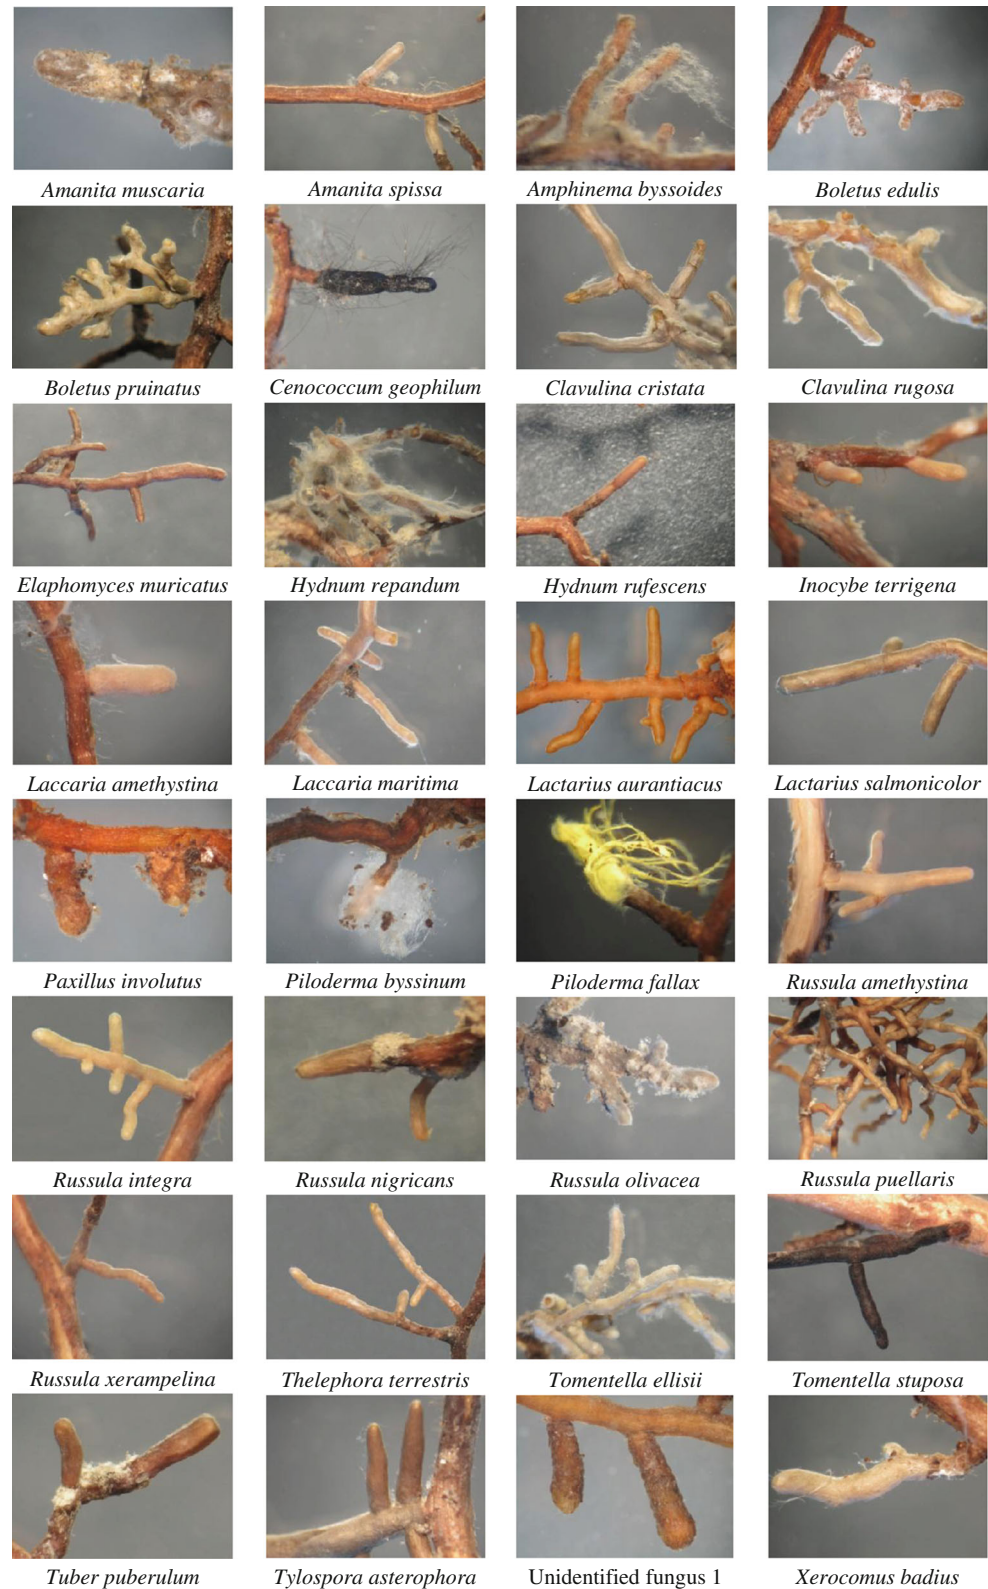 Amanita muscaria Amanita spissa Amphinema byssoides Boletus edulis
Boletus pruinatus Cenococcum geophilum Clavulina cristata Clavulina rugosa
Elaphomyces muricatus Hydnum repandum Hydnum rufescens Inocybe terrigena
Laccaria amethystina Laccaria maritima Lactarius aurantiacus Lactarius salmonicolor
Paxillus involutus Piloderma byssinum Piloderma fallax Russula amethystina
Russula integra Russula nigricans Russula olivacea Russula puellaris
Russula xerampelina Thelephora terrestris Tomentella ellisii Tomentella stuposa
Tuber puberulum Tylospora asterophora Unidentified fungus 1 Xerocomus badius